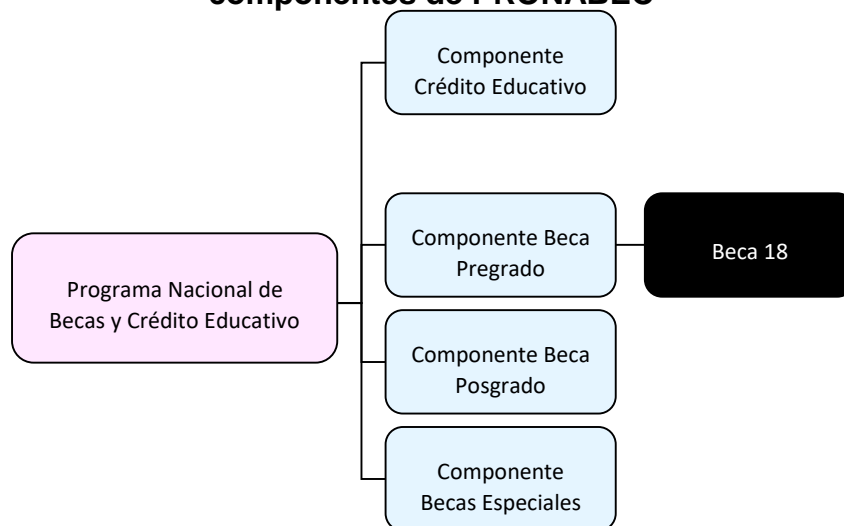 componentes de PRONABEC
Componente
Crédito Educativo
Componente Beca
Pregrado
Beca 18
Programa Nacional de
Becas y Crédito Educativo
Componente Beca
Posgrado
Componente
Becas Especiales